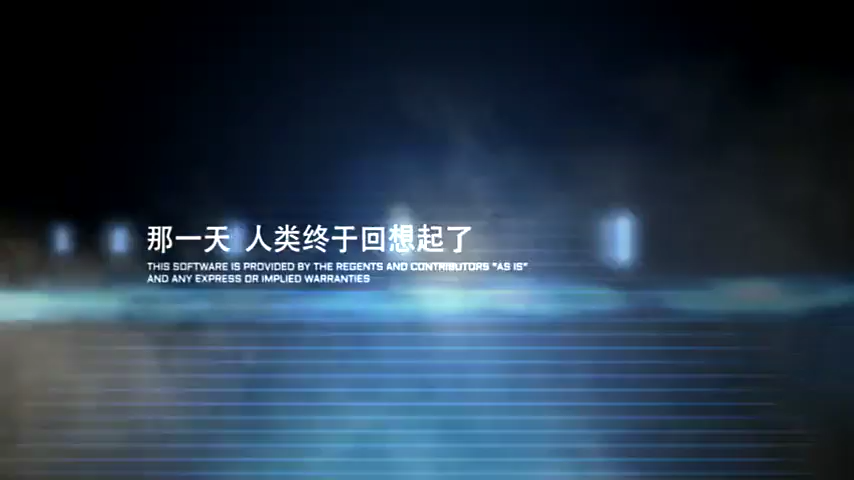 那一天 人类终于回想起了
THIS SOFTWARE IS PROVIDED BY THE REGENTS AND CONTRIBUTORS "AS IS"
AND ANY EXPRESS OR IMPLIED WARRANTIES